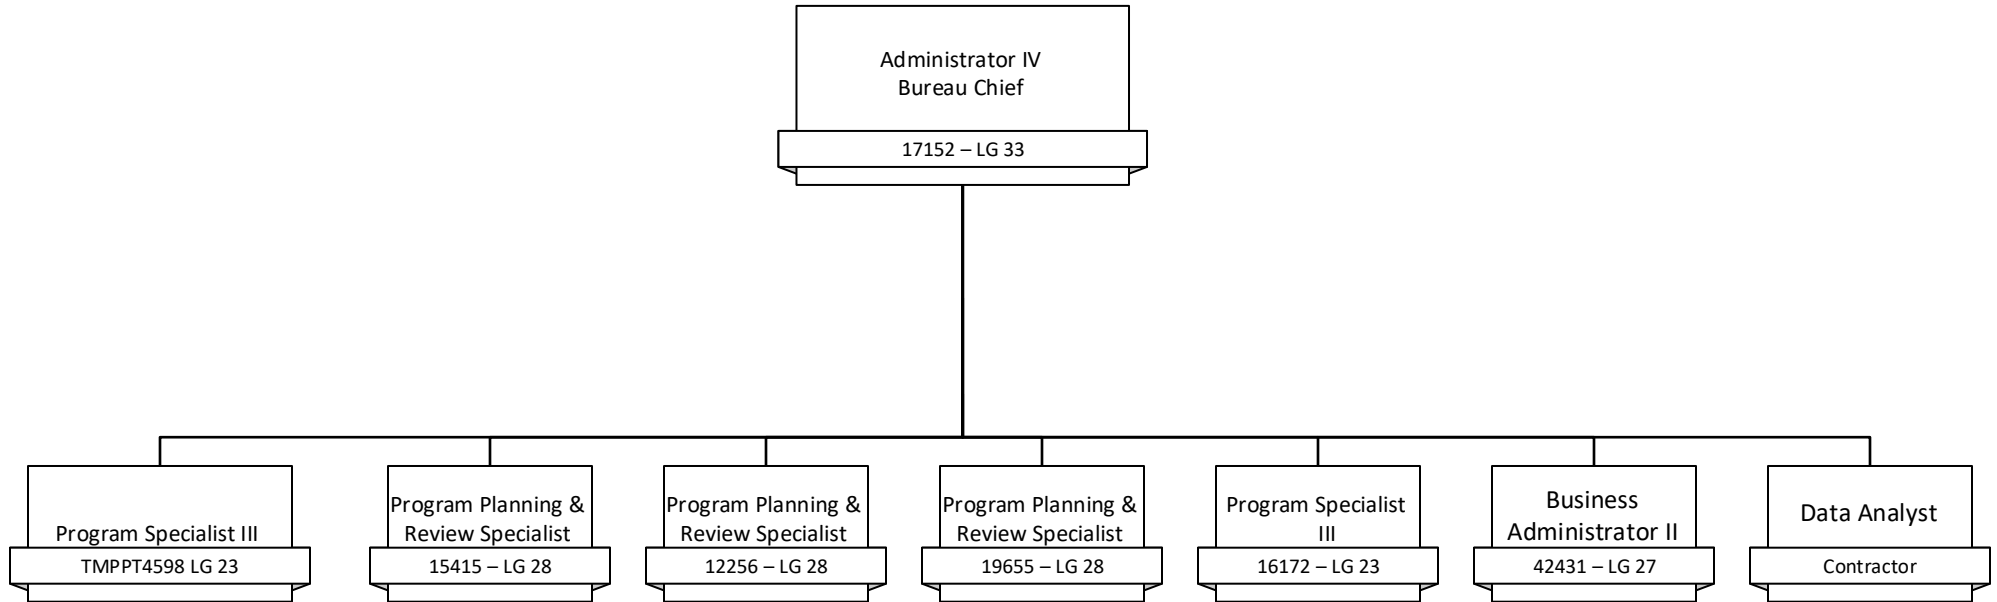 Administrator IV
Bureau Chief
17152 – LG 33
Program Specialist III
TMPPT4598 LG 23
Program Planning &
Review Specialist
15415 – LG 28
Program Planning &
Review Specialist
12256 – LG 28
Program Planning &
Review Specialist
19655 – LG 28
Program Specialist
III
16172 – LG 23
Business
Administrator II
42431 – LG 27
Data Analyst
Contractor